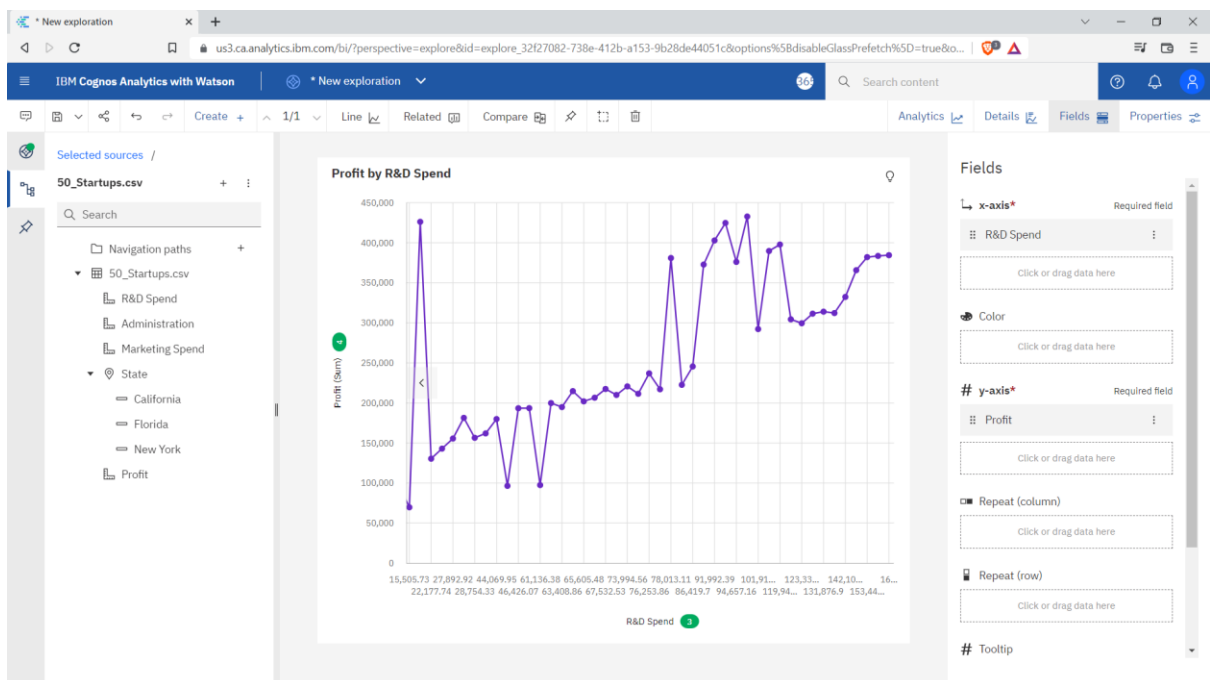 * New exploration
us3.ca.analytics.ibm.com/bi/?perspective=explore&id=explore_32f27082-738e-412b-a153-9b28de44051c&options%5BdisableGlassPrefetch%5D=true&o...
IBM Cognos Analytics with Watson
* New exploration
Search content
Create +
1/1
Line
Related
Compare
Analytics
Details
Fields
Properties
Selected sources /
50_Startups.csv
Search
Navigation paths
50_Startups.csv
R&D Spend
Administration
Marketing Spend
State
California
Florida
New York
Profit
Profit by R&D Spend
450,000
400,000
350,000
300,000
250,000
200,000
150,000
100,000
50,000
0
Profit (Sum)
4
15,505.73 27,892.92 44,069.95 61,136.38 65,605.48 73,994.56 78,013.11 91,992.39 101,91... 123,33... 142,10... 16...
22,177.74 28,754.33 46,426.07 63,408.86 67,532.53 76,253.86 86,419.7 94,657.16 119,94... 131,876.9 153,44...
R&D Spend 3
Fields
x-axis* Required field
R&D Spend
Click or drag data here
Color
Click or drag data here
# y-axis* Required field
Profit
Click or drag data here
Repeat (column)
Click or drag data here
Repeat (row)
Click or drag data here
# Tooltip